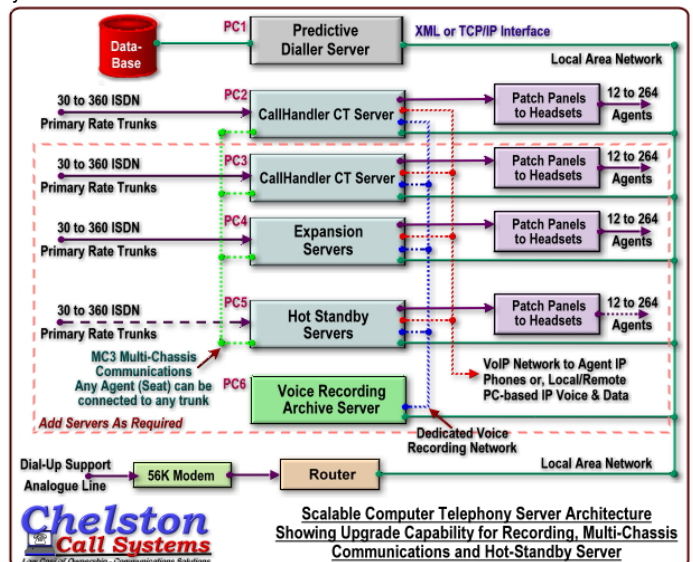 PC1
Predictive
Dialler Server
XML or TCP/IP Interface
Data-
Base
Local Area Network
30 to 360 ISDN
Primary Rate Trunks
PC2
CallHandler CT Server
Patch Panels
to Headsets
12 to 264
Agents
30 to 360 ISDN
Primary Rate Trunks
PC3
CallHandler CT Server
Patch Panels
to Headsets
12 to 264
Agents
30 to 360 ISDN
Primary Rate Trunks
PC4
Expansion
Servers
Patch Panels
to Headsets
12 to 264
Agents
30 to 360 ISDN
Primary Rate Trunks
PC5
Hot Standby
Servers
Patch Panels
to Headsets
12 to 264
Agents
MC3 Multi-Chassis
Communications
Any Agent (Seat) can be
connected to any trunk
VoIP Network to Agent IP
Phones or, Local/Remote
PC-based IP Voice & Data
PC6
Voice Recording
Archive Server
Add Servers As Required
Dedicated Voice
Recording Network
Dial-Up Support
Analogue Line
56K Modem
Router
Local Area Network
Chelston
Call Systems
Low Cost of Ownership - Communications Solutions
Scalable Computer Telephony Server Architecture
Showing Upgrade Capability for Recording, Multi-Chassis
Communications and Hot-Standby Server